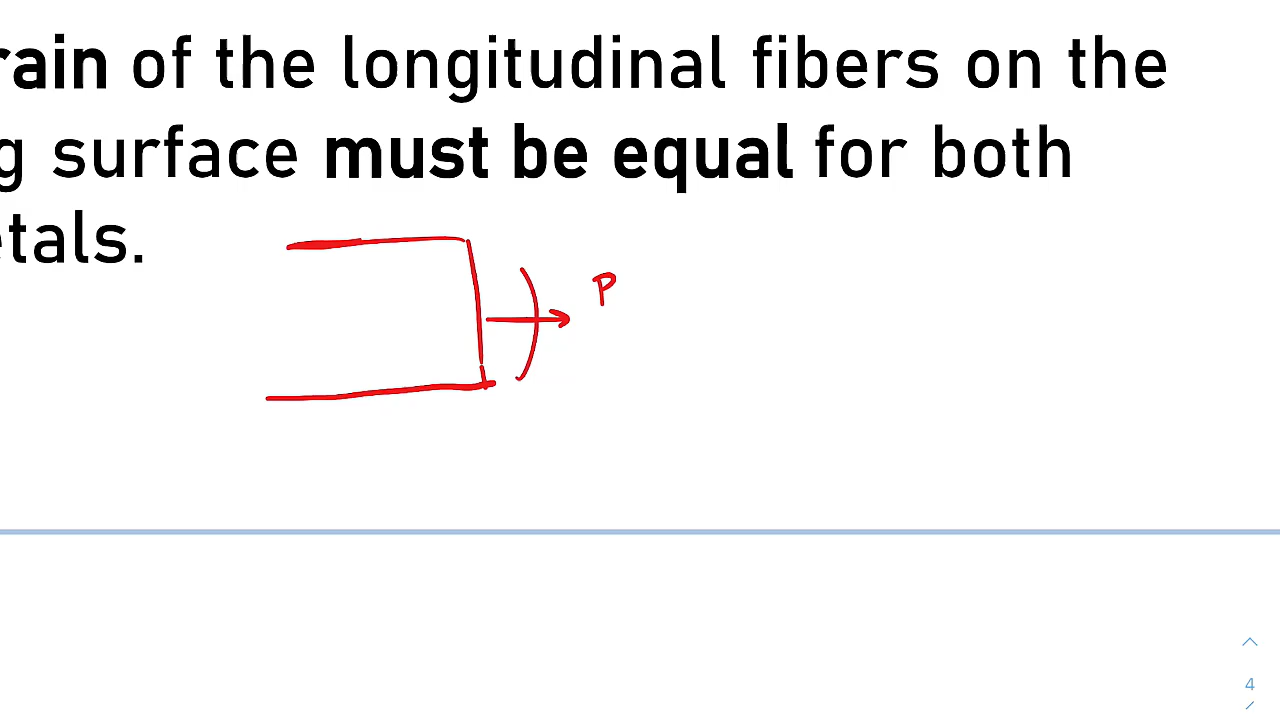 rain of the longitudinal fibers on the
g surface must be equal for both
etals.
P
4